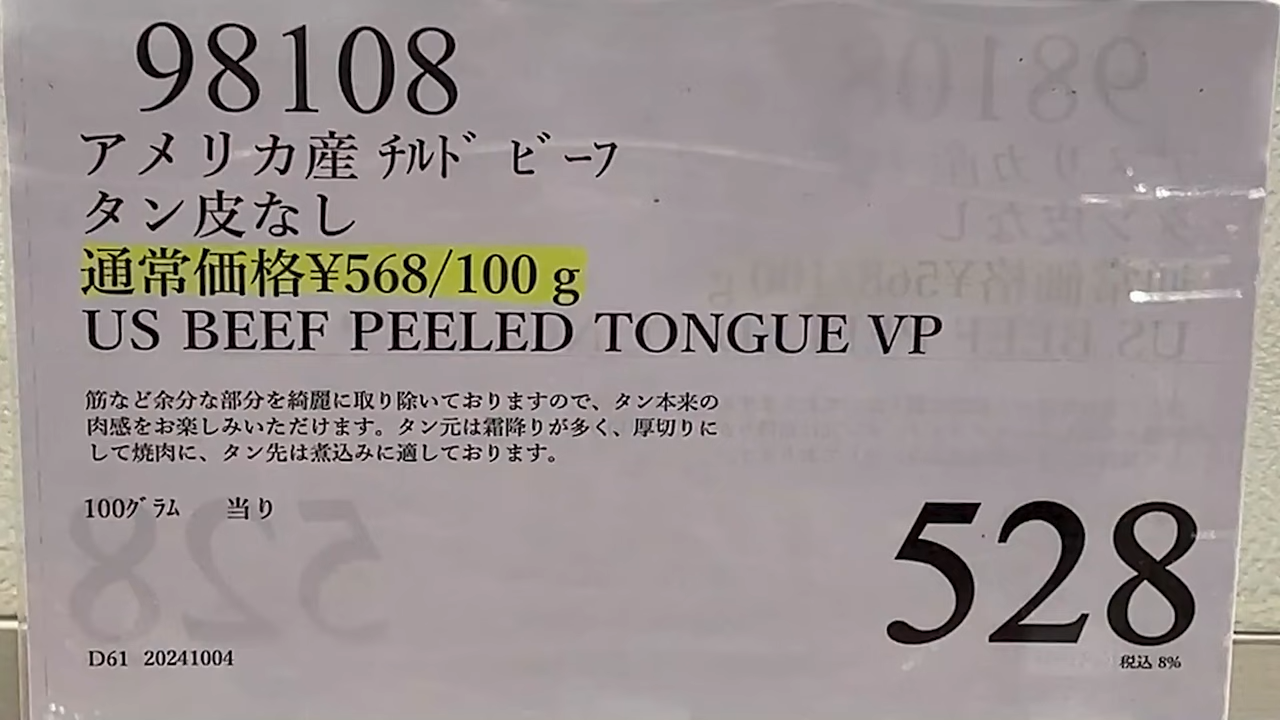 98108
アメリカ産 ﾁﾙﾄﾞ ﾋﾞｰﾌ
タン皮なし
通常価格¥568/100 g
US BEEF PEELED TONGUE VP
筋など余分な部分を綺麗に取り除いておりますので、タン本来の
肉感をお楽しみいただけます。タン元は霜降りが多く、厚切りに
して焼肉に、タン先は煮込みに適しております。
100ｸﾞﾗﾑ 当り
528
税込 8%
D61 20241004